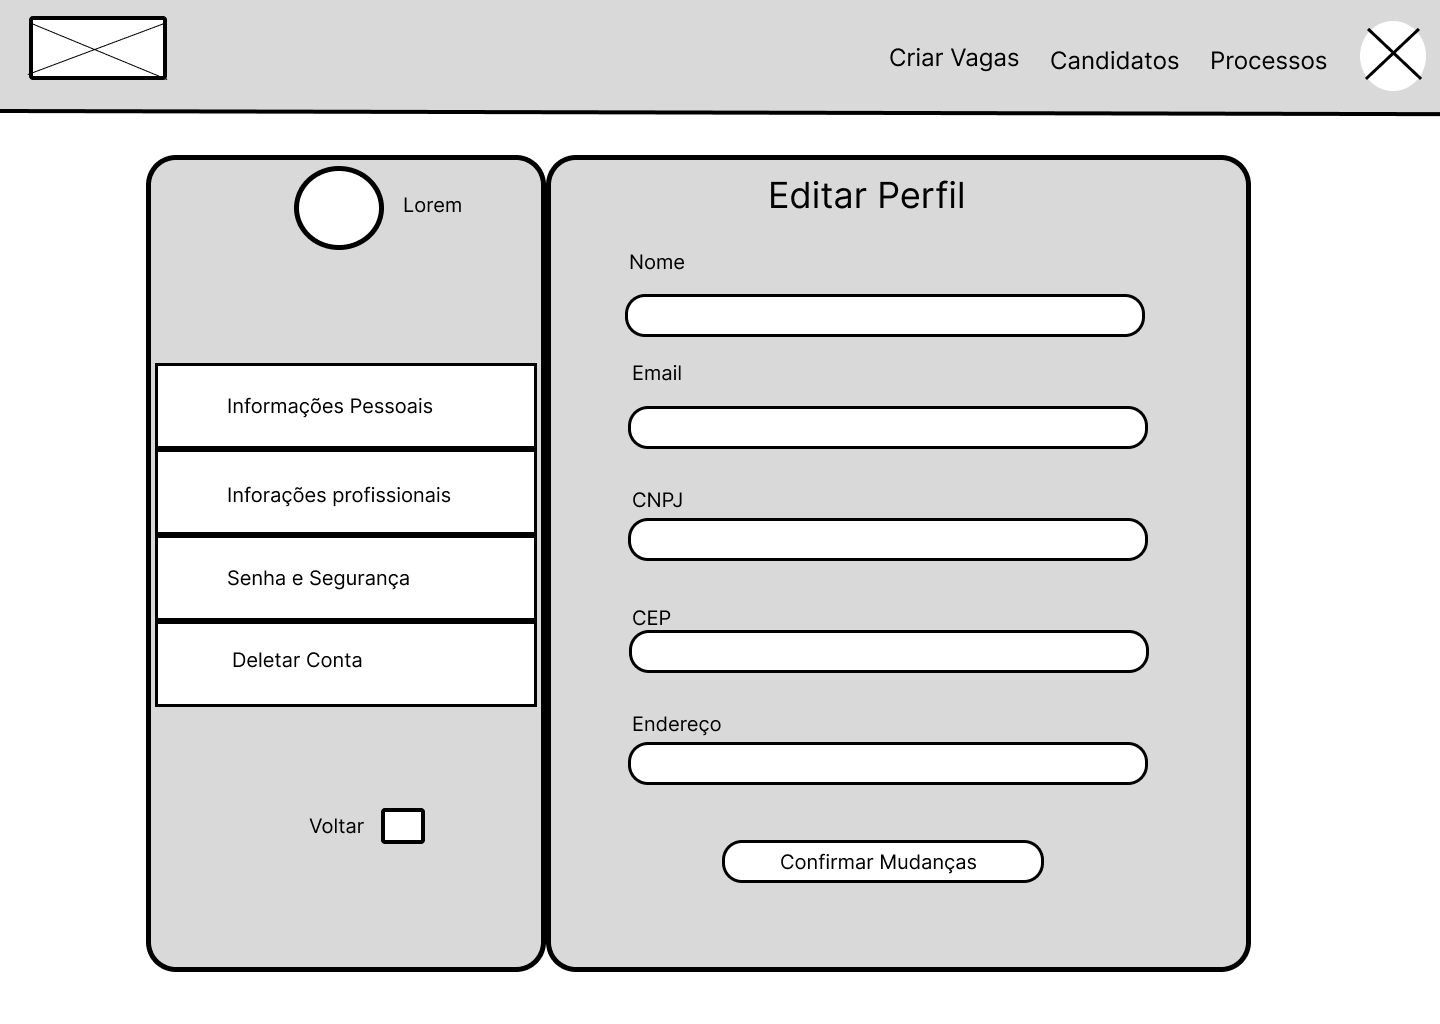 Criar Vagas
Candidatos
Processos
Lorem
Informações Pessoais
Inforações profissionais
Senha e Segurança
Deletar Conta
Voltar
Editar Perfil
Nome
Email
CNPJ
CEP
Endereço
Confirmar Mudanças